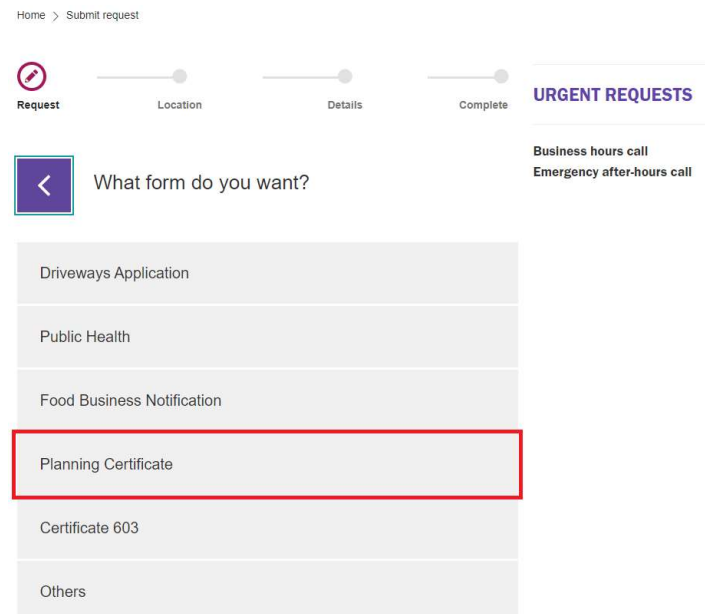 Home > Submit request
Request
Location
Details
Complete
URGENT REQUESTS
Business hours call
Emergency after-hours call
What form do you want?
Driveways Application
Public Health
Food Business Notification
Planning Certificate
Certificate 603
Others